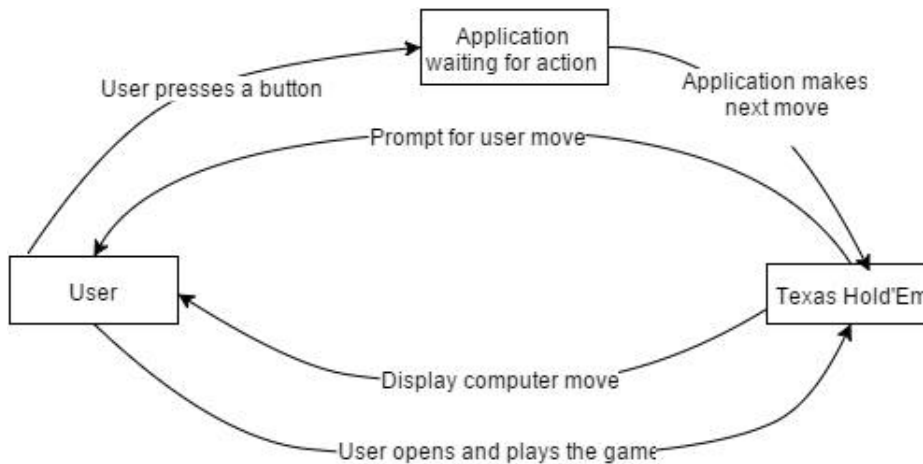 Application
waiting for action
User presses a button
Application makes
next move
Prompt for user move
User
Texas Hold'Em
Display computer move
User opens and plays the game